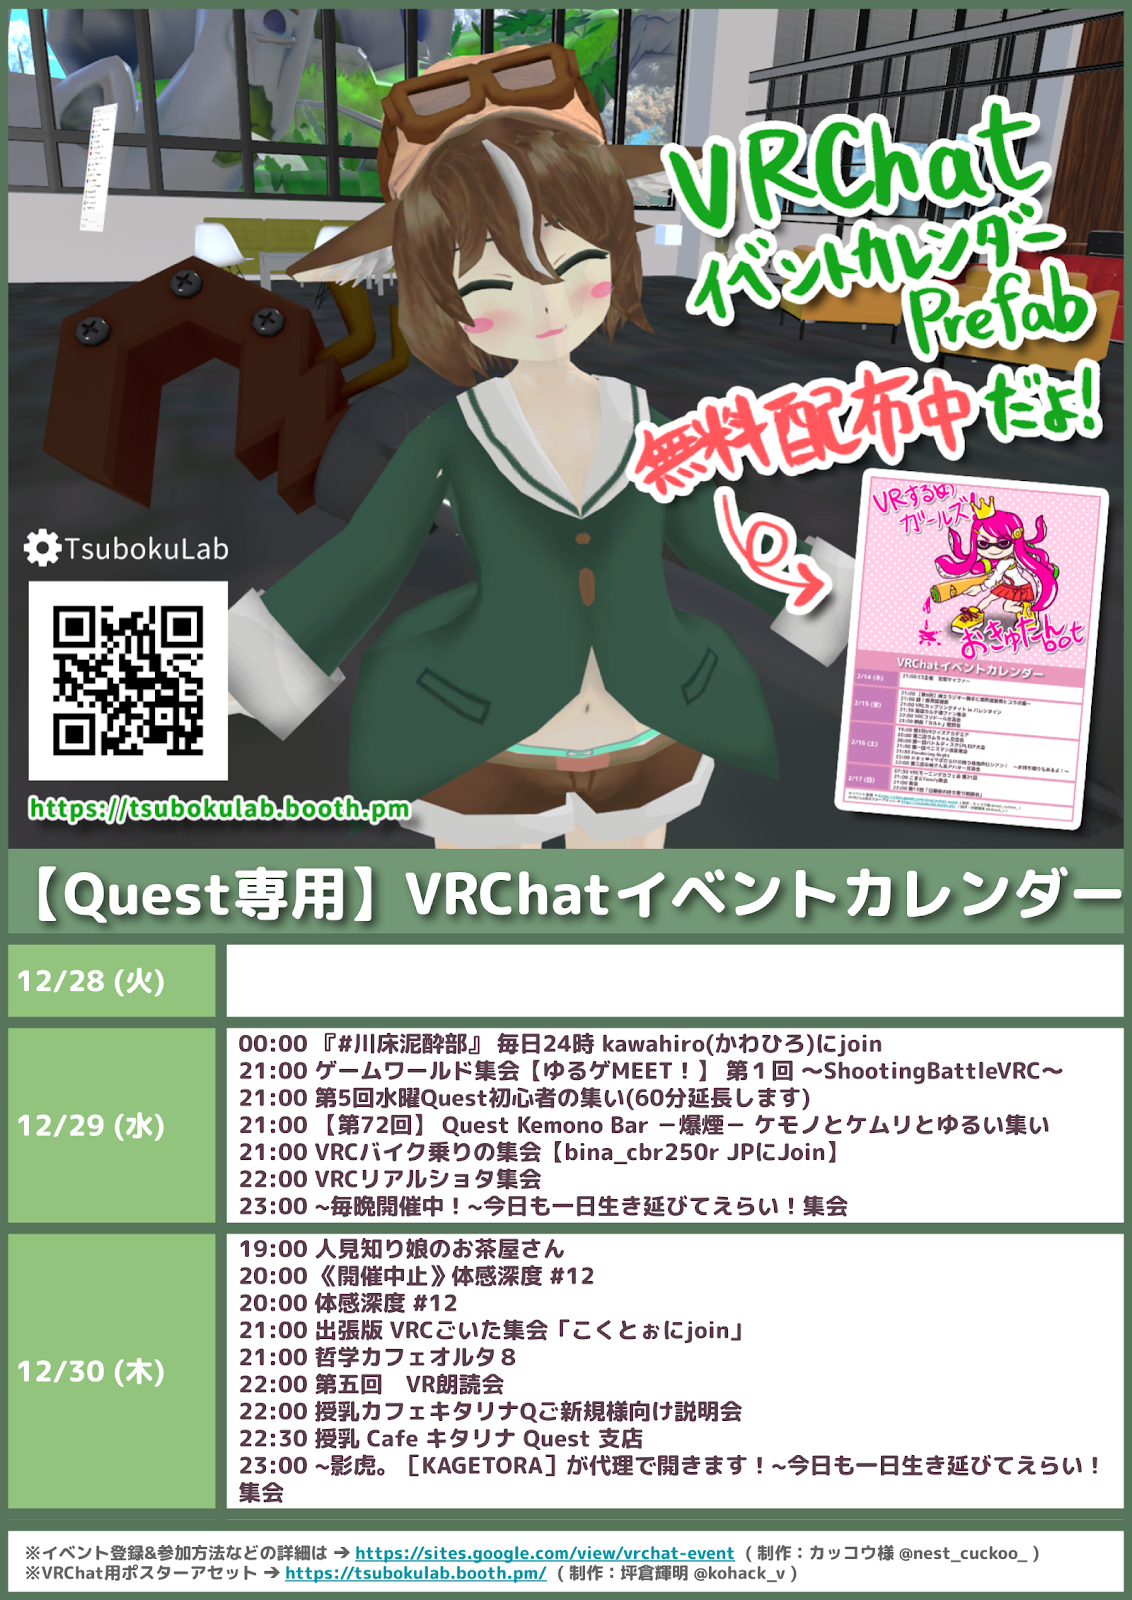 VRChat
イベントカレンダー
Prefab
無料配布中だよ!
VRするめ
ガールズ
おきゅたん
bot
VRChatイベントカレンダー
2/14 (木)
2/15 (金)
2/16 (土)
2/17 (日)
TsubokuLab
https://tsubokulab.booth.pm
【Quest専用】VRChatイベントカレンダー
12/28 (火)
12/29 (水)
00:00 『#川床泥酔部』 毎日24時 kawahiro(かわひろ)にjoin
21:00 ゲームワールド集会【ゆるゲMEET！】 第１回 ～ShootingBattleVRC～
21:00 第5回水曜Quest初心者の集い(60分延長します)
21:00 【第72回】 Quest Kemono Bar －爆煙－ ケモノとケムリとゆるい集い
21:00 VRCバイク乗りの集会【bina_cbr250r JPにJoin】
22:00 VRCリアルショタ集会
23:00 ~毎晩開催中！~今日も一日生き延びてえらい！集会
12/30 (木)
19:00 人見知り娘のお茶屋さん
20:00 《開催中止》体感深度 #12
20:00 体感深度 #12
21:00 出張版 VRCごいた集会「こくとぉにjoin」
21:00 哲学カフェオルタ８
22:00 第五回　VR朗読会
22:00 授乳カフェキタリナQご新規様向け説明会
22:30 授乳 Cafe キタリナ Quest 支店
23:00 ~影虎。［KAGETORA］が代理で開きます！~今日も一日生き延びてえらい！
集会
※イベント登録&参加方法などの詳細は → https://sites.google.com/view/vrchat-event ( 制作：カッコウ様 @nest_cuckoo_ )
※VRChat用ポスターアセット → https://tsubokulab.booth.pm/ ( 制作：坪倉輝明 @kohack_v )